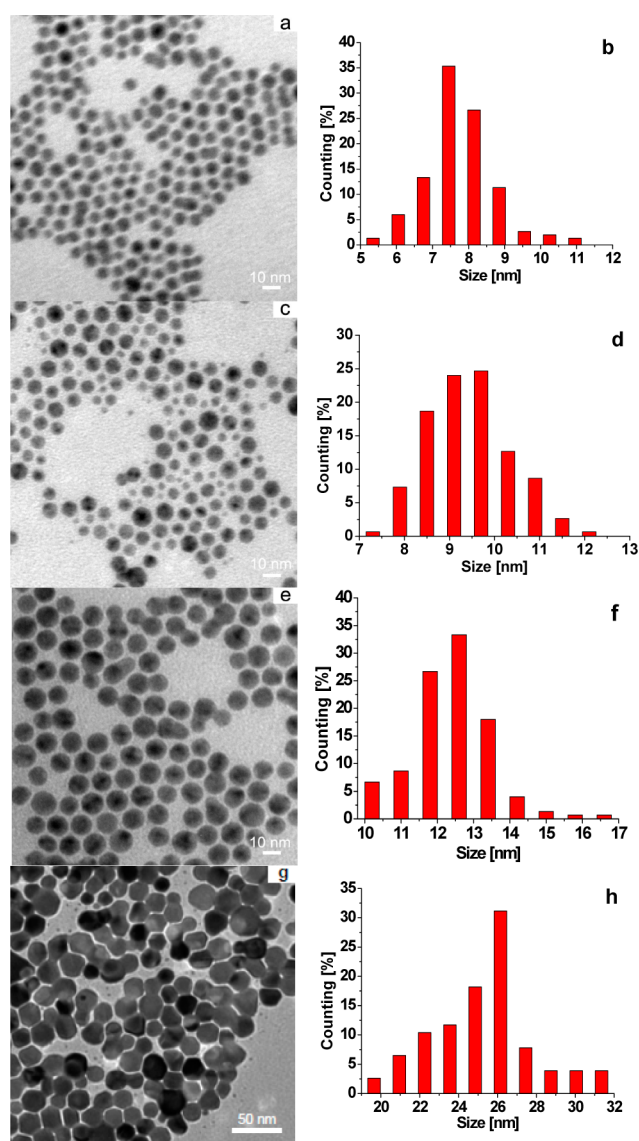 a
10 nm
b
Counting [%]
40
35
30
25
20
15
10
5
0
5 6 7 8 9 10 11 12
Size [nm]
c
10 nm
d
Counting [%]
30
25
20
15
10
5
0
7 8 9 10 11 12 13
Size [nm]
e
10 nm
f
Counting [%]
40
35
30
25
20
15
10
5
0
10 11 12 13 14 15 16 17
Size [nm]
g
50 nm
h
Counting [%]
35
30
25
20
15
10
5
0
20 22 24 26 28 30 32
Size [nm]